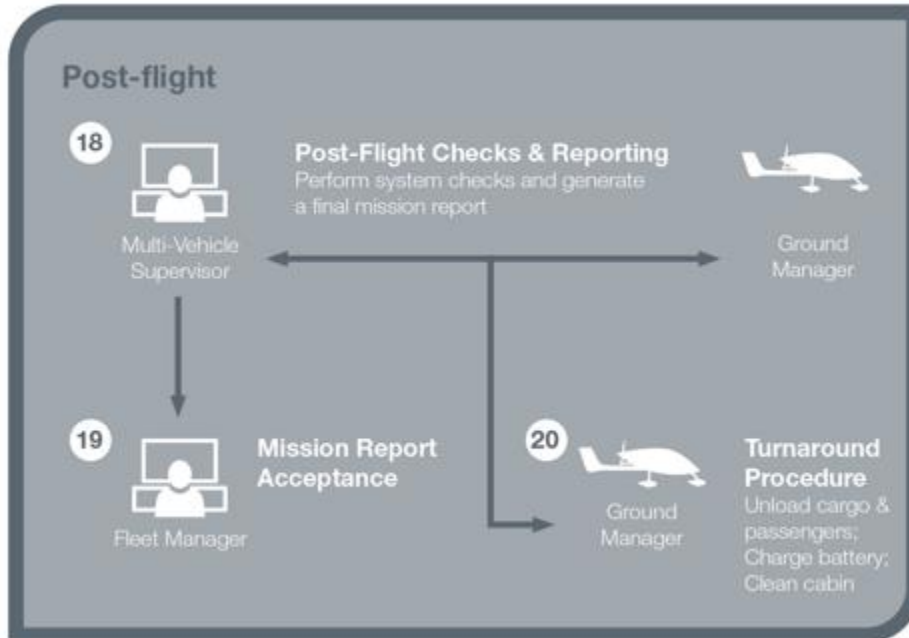 Post-flight
18
Post-Flight Checks & Reporting
Perform system checks and generate
a final mission report
Multi-Vehicle
Supervisor
Ground
Manager
19
Mission Report
Acceptance
Fleet Manager
20
Ground
Manager
Turnaround
Procedure
Unload cargo &
passengers;
Charge battery;
Clean cabin